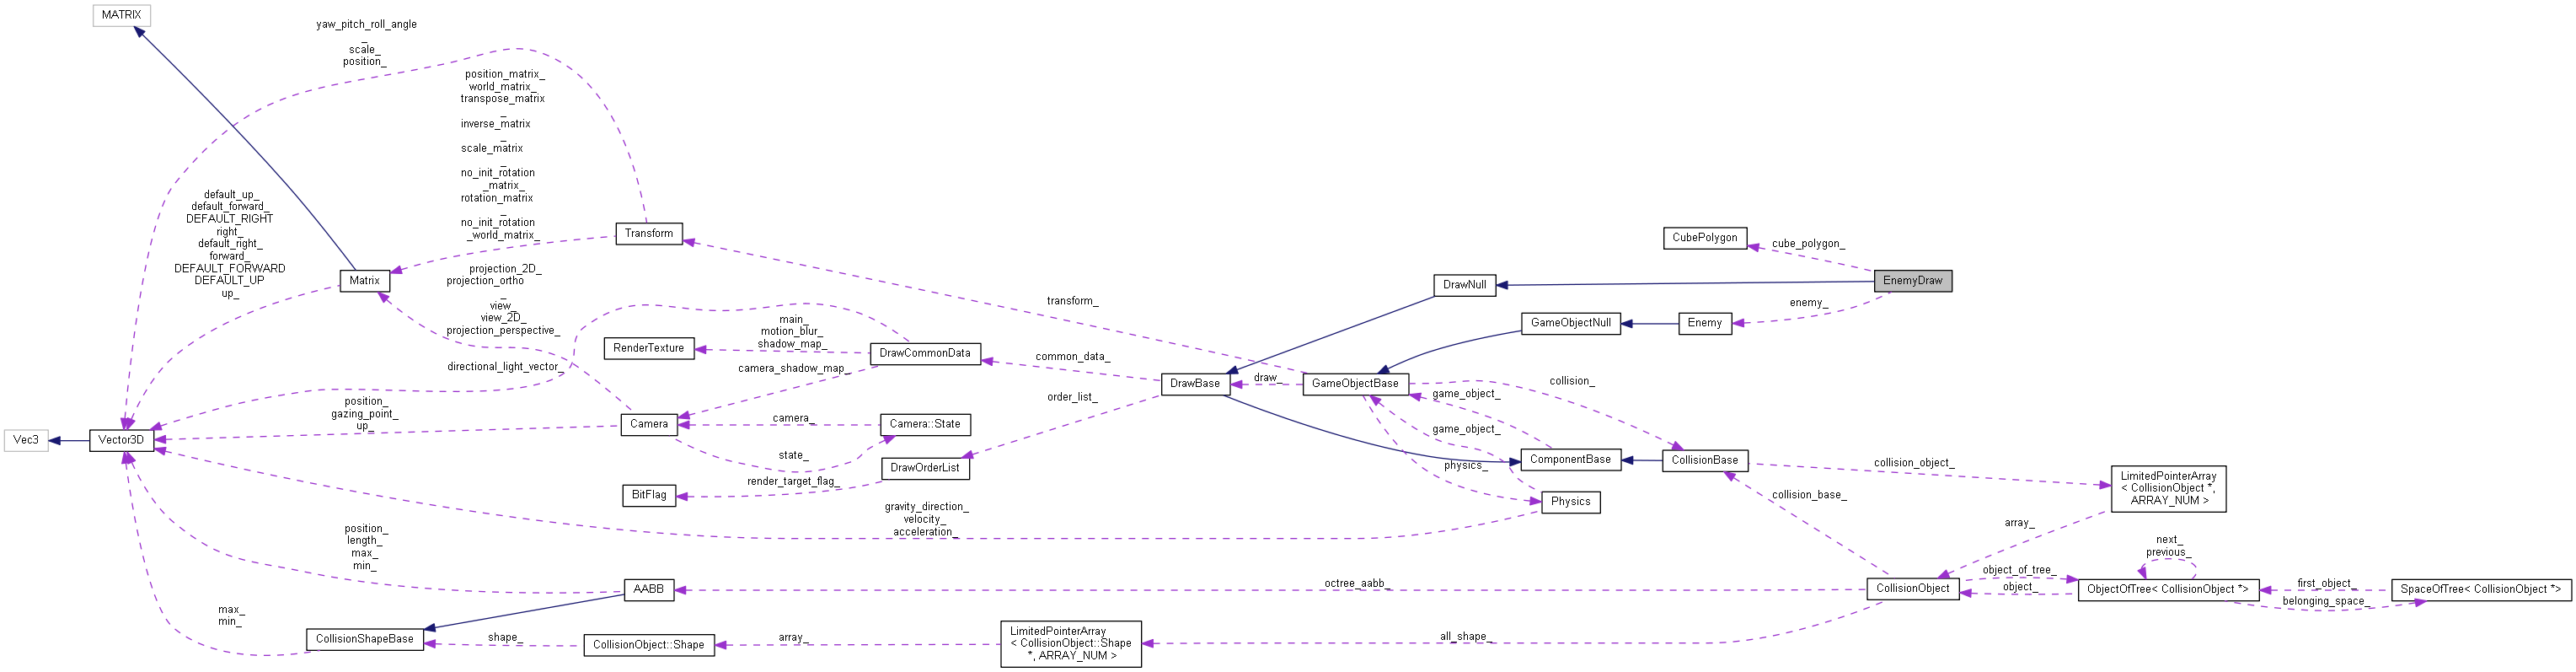 MATRIX
yaw_pitch_roll_angle
_
scale_
position_
position_matrix_
world_matrix_
transpose_matrix
_
inverse_matrix
_
scale_matrix
_
no_init_rotation
_matrix_
rotation_matrix
_
no_init_rotation
_world_matrix_
default_up_
default_forward_
DEFAULT_RIGHT
right_
default_right_
forward_
DEFAULT_FORWARD
DEFAULT_UP
up_
Transform
Matrix
projection_2D_
projection_ortho
_
view_
view_2D_
projection_perspective_
main_
motion_blur_
shadow_map_
RenderTexture
DrawCommonData
directional_light_vector_
camera_shadow_map_
position_
gazing_point_
up_
Vec3
Vector3D
Camera
camera_
Camera::State
state_
DrawOrderList
render_target_flag_
BitFlag
gravity_direction_
velocity_
acceleration_
position_
length_
max_
min_
AABB
octree_aabb_
max_
min_
CollisionShapeBase
shape_
CollisionObject::Shape
array_
LimitedPointerArray
< CollisionObject::Shape
*, ARRAY_NUM >
all_shape_
transform_
common_data_
order_list_
DrawBase
draw_
GameObjectBase
DrawNull
GameObjectNull
Enemy
enemy_
CubePolygon
cube_polygon_
EnemyDraw
collision_
game_object_
game_object_
physics_
ComponentBase
CollisionBase
Physics
collision_object_
collision_base_
LimitedPointerArray
< CollisionObject *,
ARRAY_NUM >
array_
CollisionObject
object_of_tree_
object_
next_
previous_
ObjectOfTree< CollisionObject *>
first_object_
belonging_space_
SpaceOfTree< CollisionObject *>